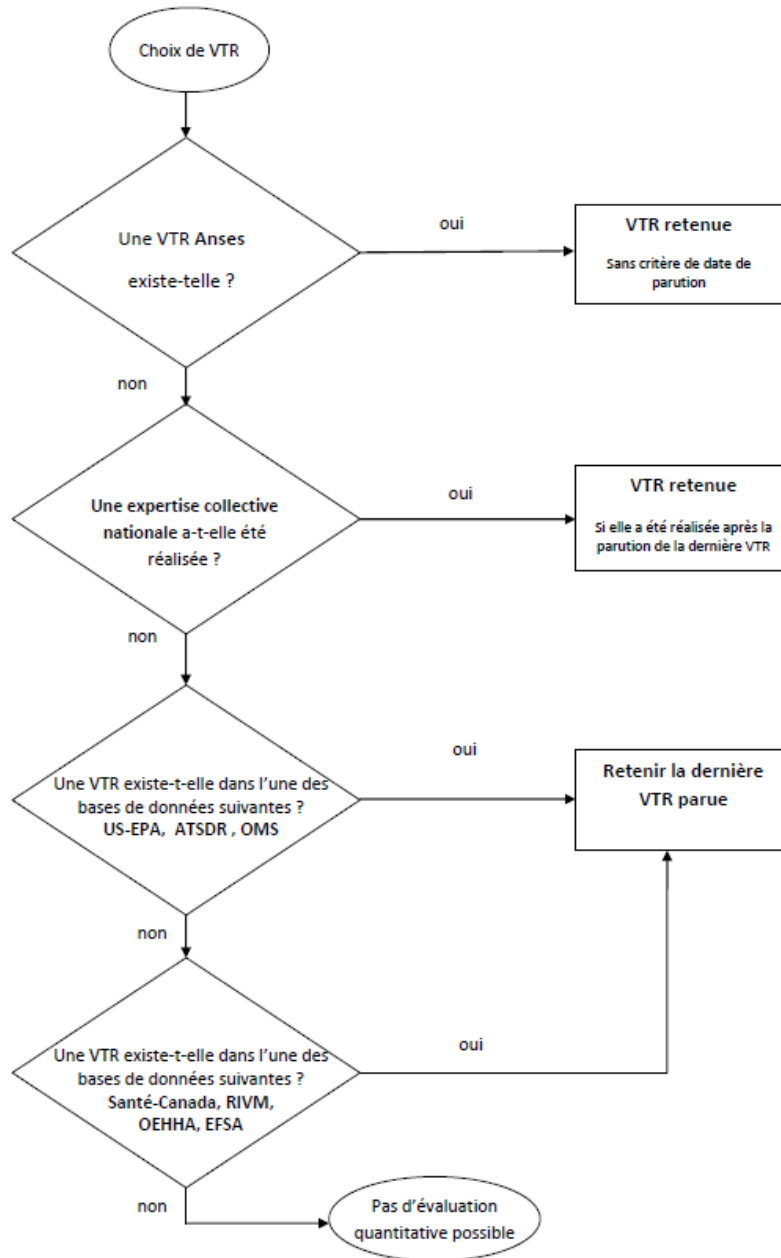 Choix de VTR
Une VTR Anses
existe-telle ?
oui
VTR retenue
Sans critère de date de
parution
non
Une expertise collective
nationale a-t-elle été
réalisée ?
oui
VTR retenue
Si elle a été réalisée après la
parution de la dernière VTR
non
Une VTR existe-t-elle dans l’une des
bases de données suivantes ?
US-EPA, ATSDR , OMS
oui
Retenir la dernière
VTR parue
non
Une VTR existe-t-elle dans l’une des
bases de données suivantes ?
Santé-Canada, RIVM,
OEHHA, EFSA
oui
non
Pas d’évaluation
quantitative possible